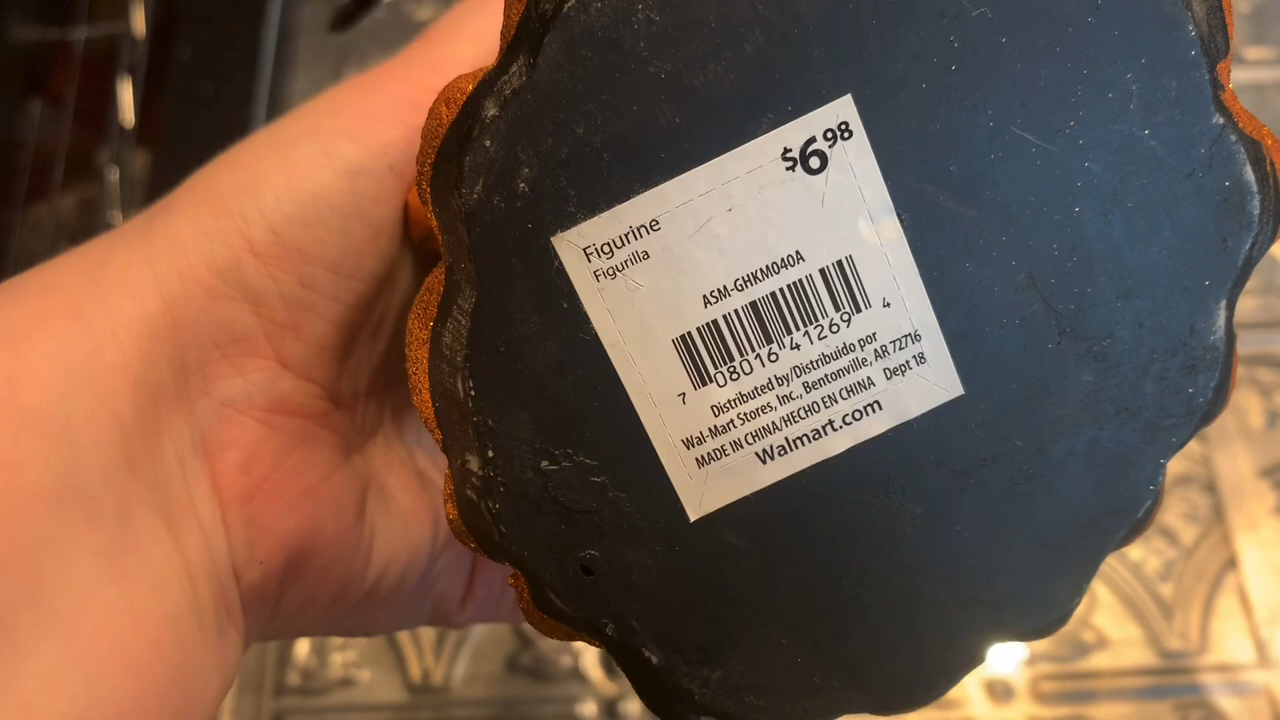 $6.98
Figurine
Figurilla
ASM-GHKM040A
7 08016 41269 4
Distributed by/Distribuido por
Wal-Mart Stores, Inc., Bentonville, AR 72716
MADE IN CHINA/HECHO EN CHINA Dept 18
Walmart.com